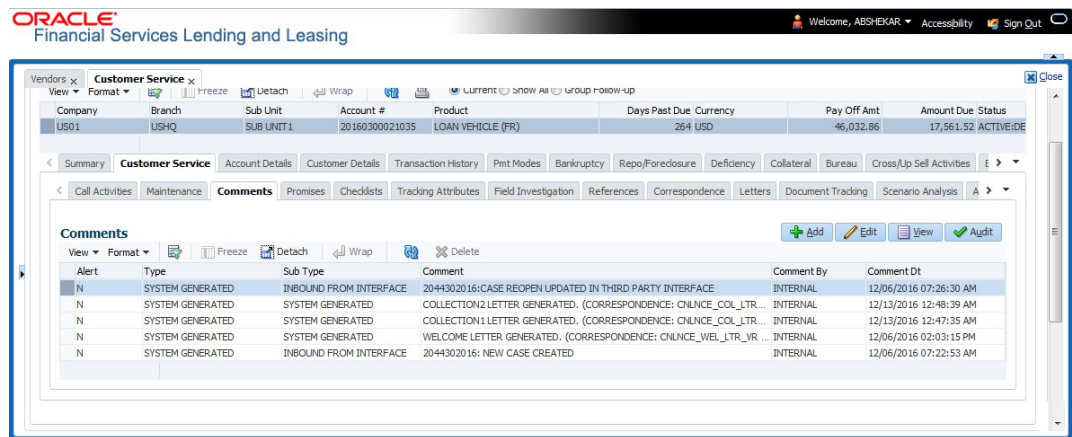 ORACLE
Financial Services Lending and Leasing
Welcome, ABSHEKAR Accessibility Sign Out
Vendors x Customer Service x Close
View Format Freeze Detach Wrap Current Show All Group Follow-up
Company Branch Sub Unit Account # Product Days Past Due Currency Pay Off Amt Amount Due Status
US01 USHQ SUB UNIT1 20160300021035 LOAN VEHICLE (FR) 264 USD 46,032.86 17,561.52 ACTIVE:DE
Summary Customer Service Account Details Customer Details Transaction History Pmt Modes Bankruptcy Repo/Foreclosure Deficiency Collateral Bureau Cross/Up Sell Activities
Call Activities Maintenance Comments Promises Checklists Tracking Attributes Field Investigation References Correspondence Letters Document Tracking Scenario Analysis A
Comments Add Edit View Audit
View Format Freeze Detach Wrap Delete
Alert Type Sub Type Comment Comment By Comment Dt
N SYSTEM GENERATED INBOUND FROM INTERFACE 2044302016:CASE REOPEN UPDATED IN THIRD PARTY INTERFACE INTERNAL 12/06/2016 07:26:30 AM
N SYSTEM GENERATED SYSTEM GENERATED COLLECTION2 LETTER GENERATED. (CORRESPONDENCE: CNLNCE_COL_LTR... INTERNAL 12/13/2016 12:48:39 AM
N SYSTEM GENERATED SYSTEM GENERATED COLLECTION1 LETTER GENERATED. (CORRESPONDENCE: CNLNCE_COL_LTR... INTERNAL 12/13/2016 12:47:35 AM
N SYSTEM GENERATED SYSTEM GENERATED WELCOME LETTER GENERATED. (CORRESPONDENCE: CNLNCE_WEL_LTR_VR ... INTERNAL 12/06/2016 02:03:15 PM
N SYSTEM GENERATED INBOUND FROM INTERFACE 2044302016: NEW CASE CREATED INTERNAL 12/06/2016 07:22:53 AM